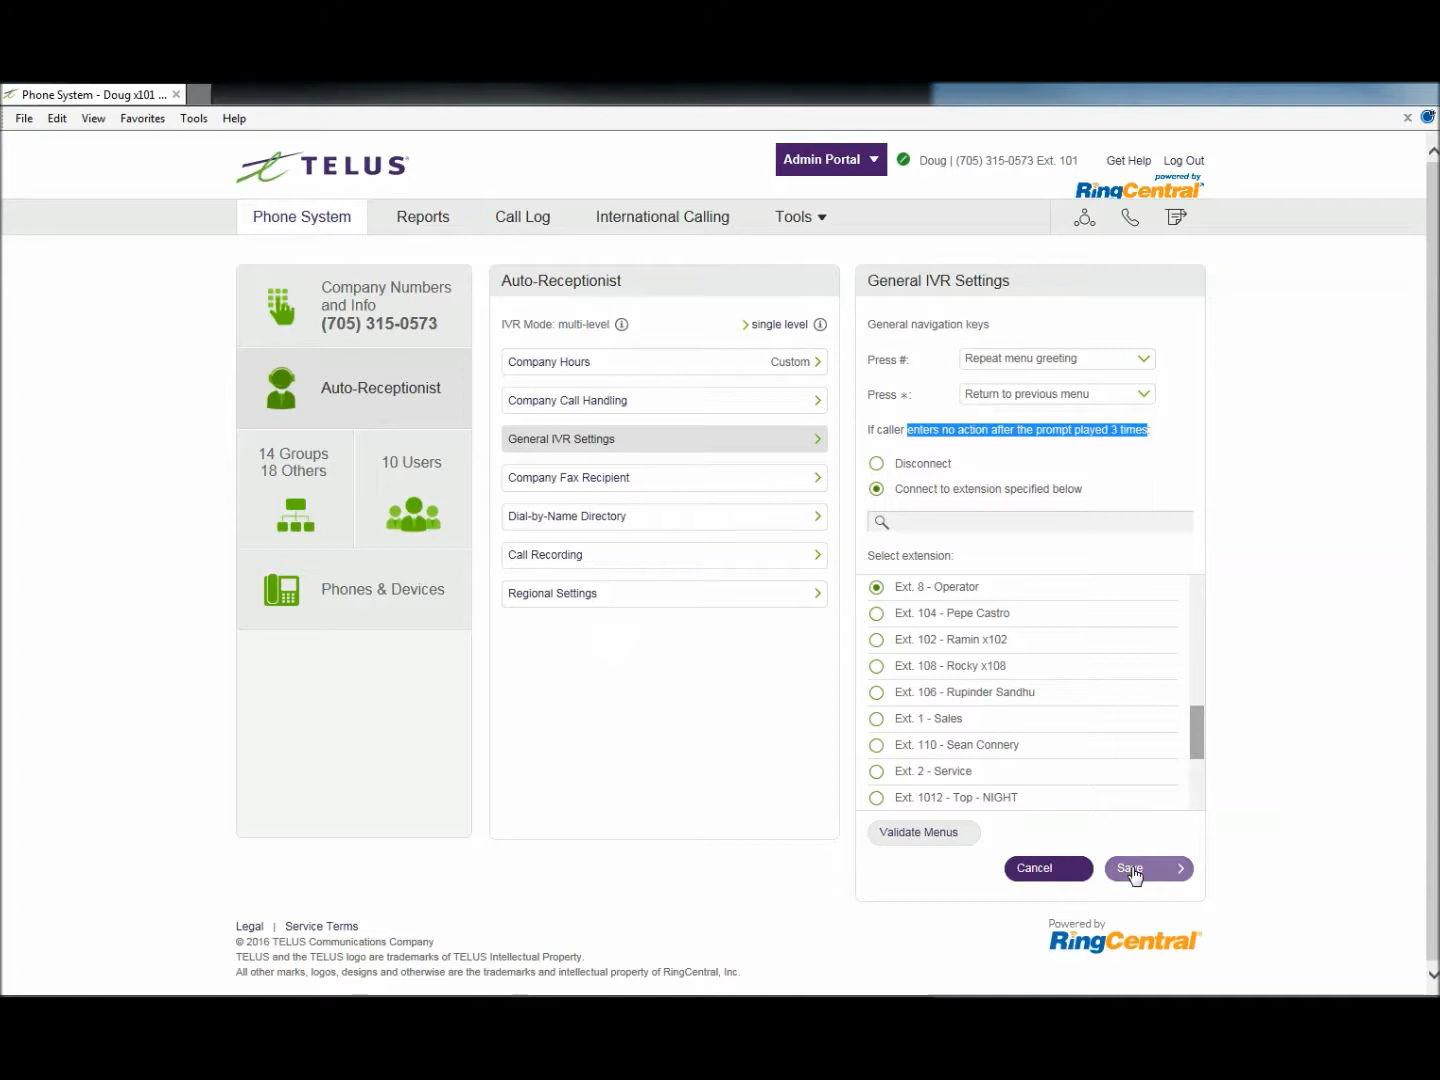 Phone System - Doug x101 ...
File Edit View Favorites Tools Help
TELUS
Admin Portal
Doug | (705) 315-0573 Ext. 101
Get Help Log Out
powered by
RingCentral
Phone System Reports Call Log International Calling Tools
Company Numbers
and Info
(705) 315-0573
Auto-Receptionist
14 Groups
18 Others
10 Users
Phones & Devices
Auto-Receptionist
IVR Mode: multi-level
single level
Company Hours Custom
Company Call Handling
General IVR Settings
Company Fax Recipient
Dial-by-Name Directory
Call Recording
Regional Settings
General IVR Settings
General navigation keys
Press #: Repeat menu greeting
Press *: Return to previous menu
If caller enters no action after the prompt played 3 times:
Disconnect
Connect to extension specified below
Select extension:
Ext. 8 - Operator
Ext. 104 - Pepe Castro
Ext. 102 - Ramin x102
Ext. 108 - Rocky x108
Ext. 106 - Rupinder Sandhu
Ext. 1 - Sales
Ext. 110 - Sean Connery
Ext. 2 - Service
Ext. 1012 - Top - NIGHT
Validate Menus
Cancel Save
Legal | Service Terms
© 2016 TELUS Communications Company
TELUS and the TELUS logo are trademarks of TELUS Intellectual Property.
All other marks, logos, designs and otherwise are the trademarks and intellectual property of RingCentral, Inc.
Powered by
RingCentral